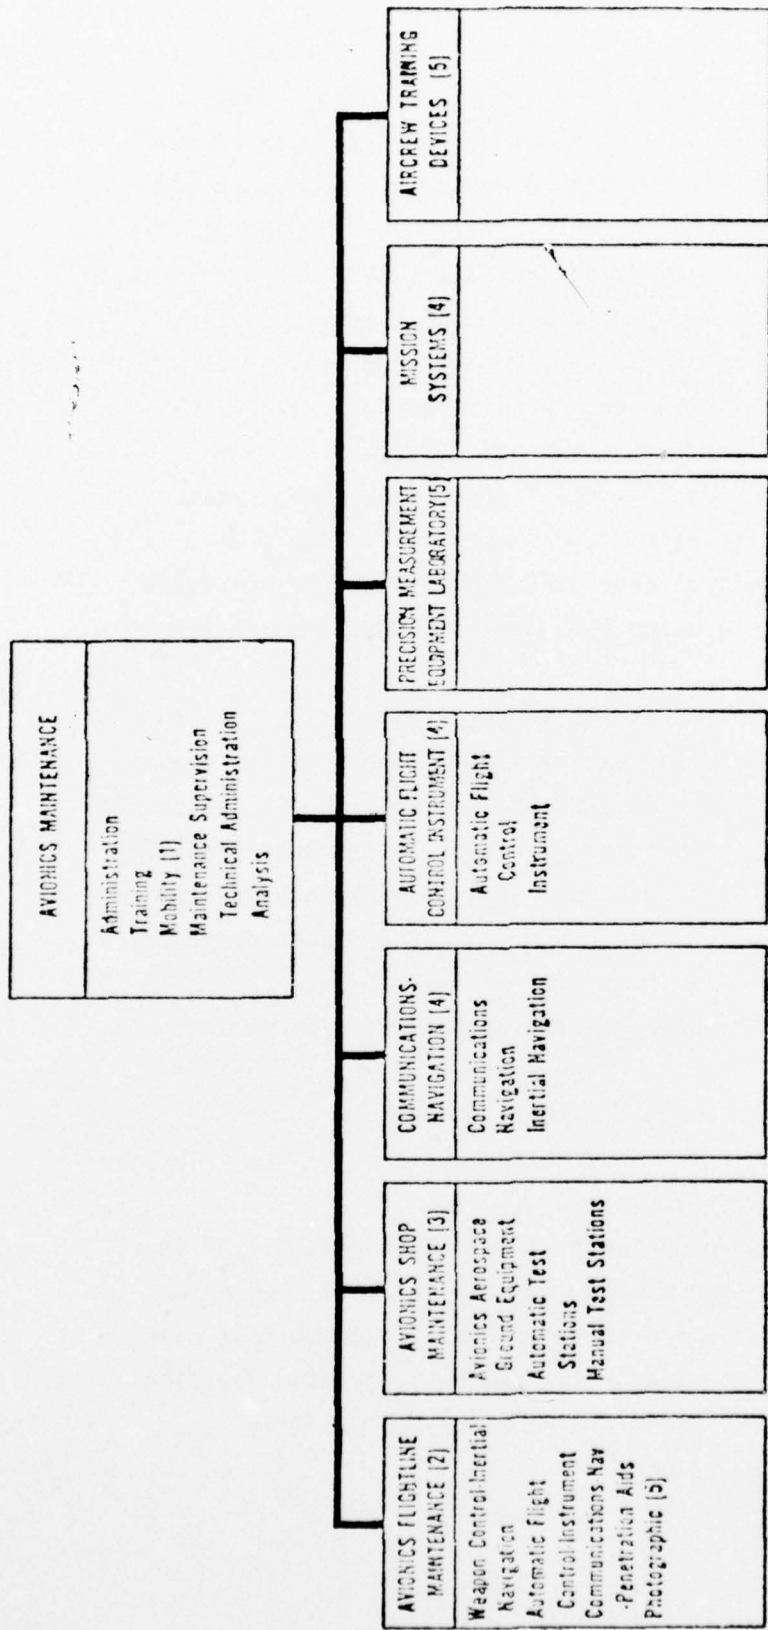 AVIONICS MAINTENANCE
Administration
Training
Mobility (1)
Maintenance Supervision
Technical Administration
Analysis
AVIONICS FLIGHTLINE
MAINTENANCE (2)
Weapon Control-Inertial
Navigation
Automatic Flight
Control Instrument
Communications Nav
-Penetration Aids
Photographic (5)
AVIONICS SHOP
MAINTENANCE (3)
Avionics Aerospace
Ground Equipment
Automatic Test
Stations
Manual Test Stations
COMMUNICATIONS-
NAVIGATION (4)
Communications
Navigation
Inertial Navigation
AUTOMATIC FLIGHT
CONTROL INSTRUMENT (4)
Automatic Flight
Control
Instrument
PRECISION MEASUREMENT
EQUIPMENT LABORATORY(5)
MISSION
SYSTEMS (4)
AIRCREW TRAINING
DEVICES (5)